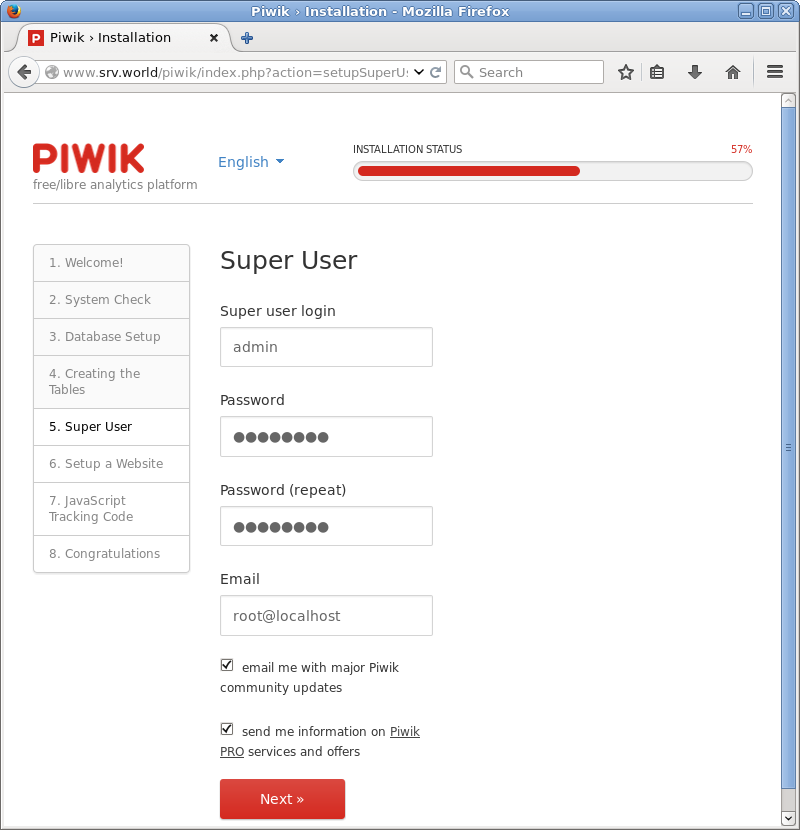 Piwik › Installation - Mozilla Firefox
Piwik › Installation
www.srv.world/piwik/index.php?action=setupSuperU
Search
PIWIK
free/libre analytics platform
English
INSTALLATION STATUS 57%
1. Welcome!
2. System Check
3. Database Setup
4. Creating the
Tables
5. Super User
6. Setup a Website
7. JavaScript
Tracking Code
8. Congratulations
Super User
Super user login
admin
Password
●●●●●●●●
Password (repeat)
●●●●●●●●
Email
root@localhost
email me with major Piwik
community updates
send me information on Piwik
PRO services and offers
Next »